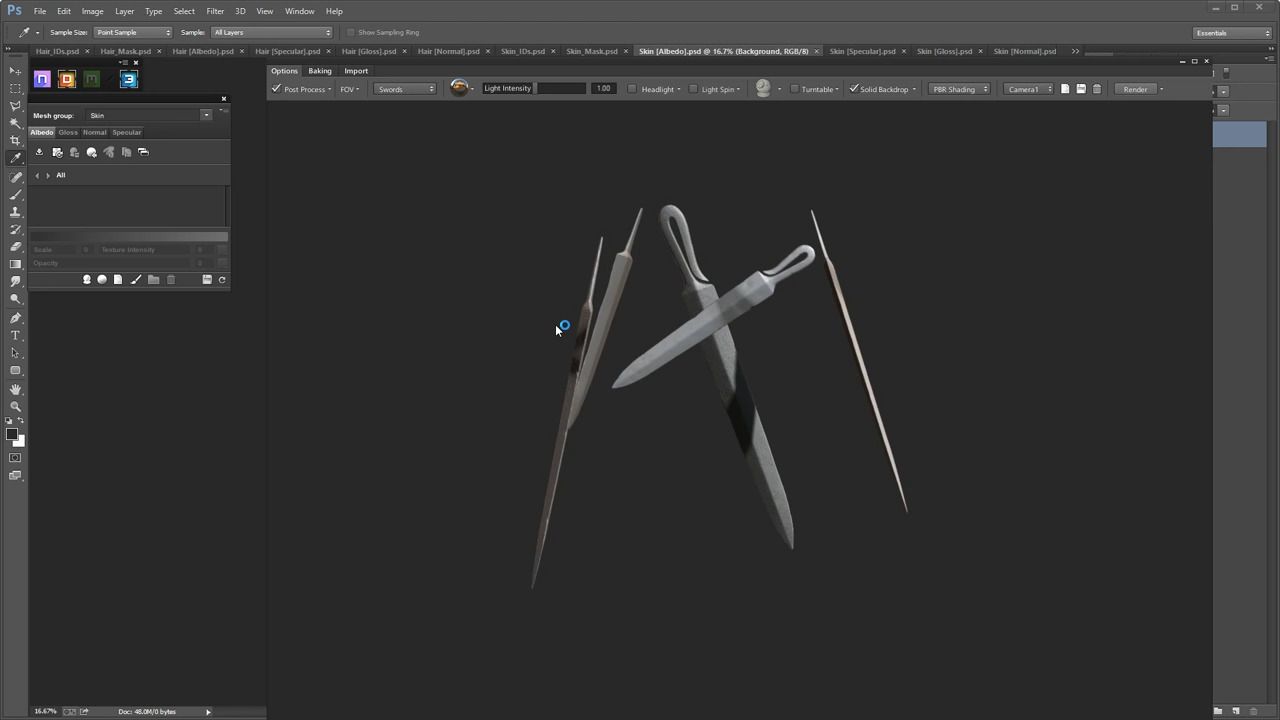 Ps File Edit Image Layer Type Select Filter 3D View Window Help
Sample Size: Point Sample Sample: All Layers Show Sampling Ring Essentials
Hair_IDs.psd Hair_Mask.psd Hair [Albedo].psd Hair [Specular].psd Hair [Gloss].psd Hair [Normal].psd Skin_IDs.psd Skin_Mask.psd Skin [Albedo].psd @ 16.7% (Background, RGB/8) Skin [Specular].psd Skin [Gloss].psd Skin [Normal].psd
Options Baking Import
Post Process FOV Swords Light Intensity 1.00 Headlight Light Spin Turntable Solid Backdrop PBR Shading Camera1 Render
Mesh group: Skin
Albedo Gloss Normal Specular
All
Scale 0 Texture Intensity 0
Opacity 0
16.67% Doc: 48.0M/0 bytes